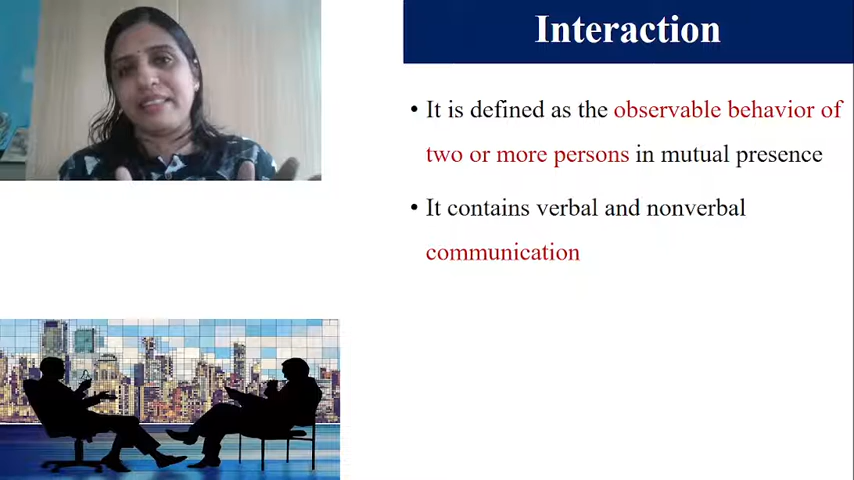 Interaction
• It is defined as the observable behavior of
two or more persons in mutual presence
• It contains verbal and nonverbal
communication